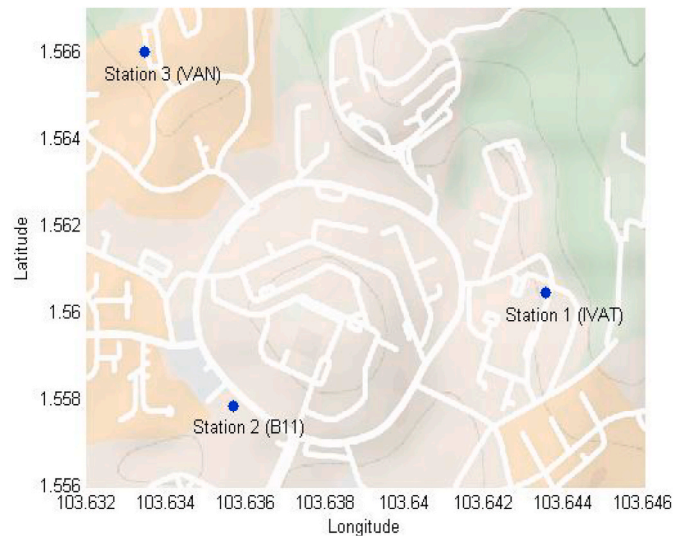 1.566
Station 3 (VAN)
1.564
1.562
Latitude
1.56
Station 1 (IVAT)
1.558
Station 2 (B11)
1.556
103.632 103.634 103.636 103.638 103.64 103.642 103.644 103.646
Longitude